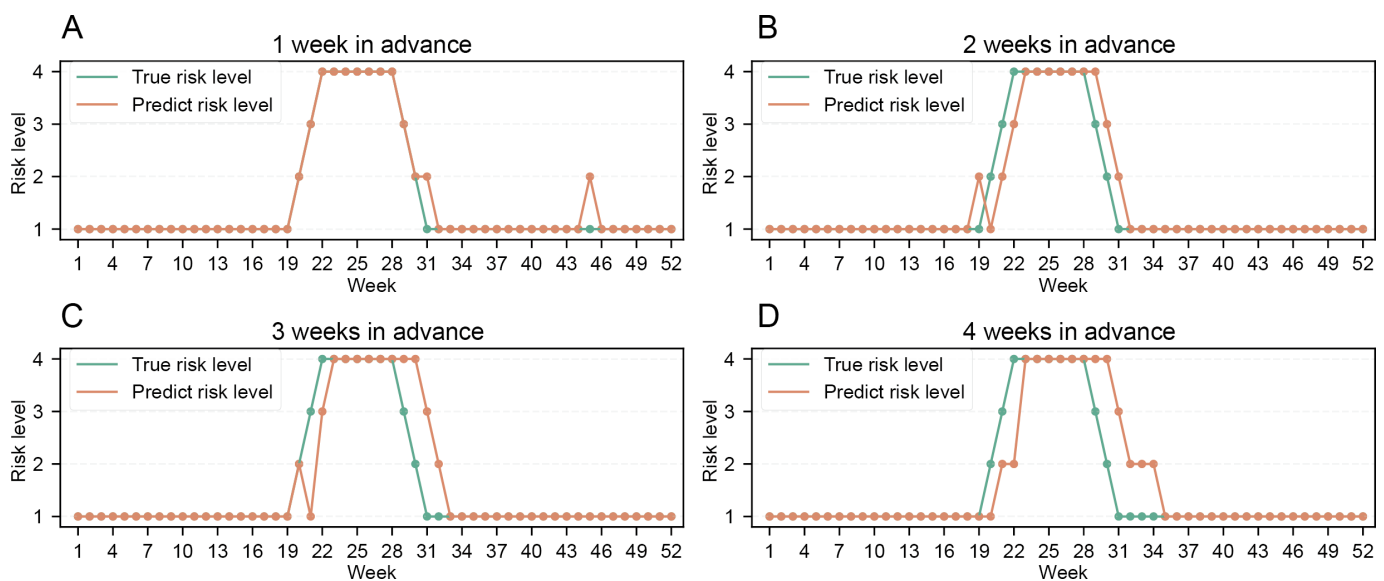 A
1 week in advance
True risk level
Predict risk level
Risk level
4
3
2
1
1 4 7 10 13 16 19 22 25 28 31 34 37 40 43 46 49 52
Week
B
2 weeks in advance
True risk level
Predict risk level
Risk level
4
3
2
1
1 4 7 10 13 16 19 22 25 28 31 34 37 40 43 46 49 52
Week
C
3 weeks in advance
True risk level
Predict risk level
Risk level
4
3
2
1
1 4 7 10 13 16 19 22 25 28 31 34 37 40 43 46 49 52
Week
D
4 weeks in advance
True risk level
Predict risk level
Risk level
4
3
2
1
1 4 7 10 13 16 19 22 25 28 31 34 37 40 43 46 49 52
Week